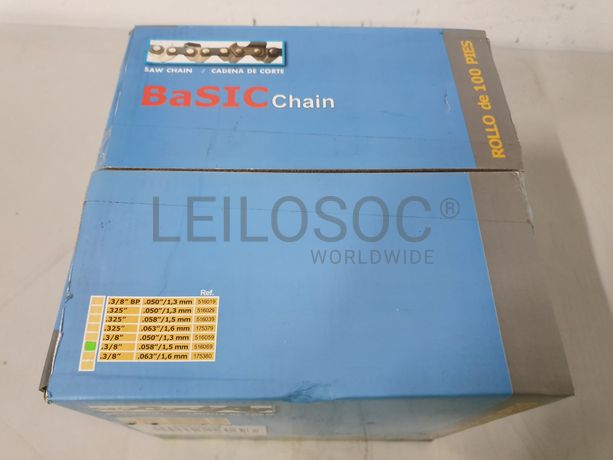 SAW CHAIN / CADENA DE CORTE
BaSIC Chain
ROLLO de 100 PIES
LEILOSOC®
WORLDWIDE
Ref.
.3/8" BP .050"/1,3 mm 516019
.325" .050"/1,3 mm 516029
.325" .058"/1,5 mm 516039
.325" .063"/1,6 mm 175379
.3/8" .050"/1,3 mm 516059
.3/8" .058"/1,5 mm 516069
.3/8" .063"/1,6 mm 175380